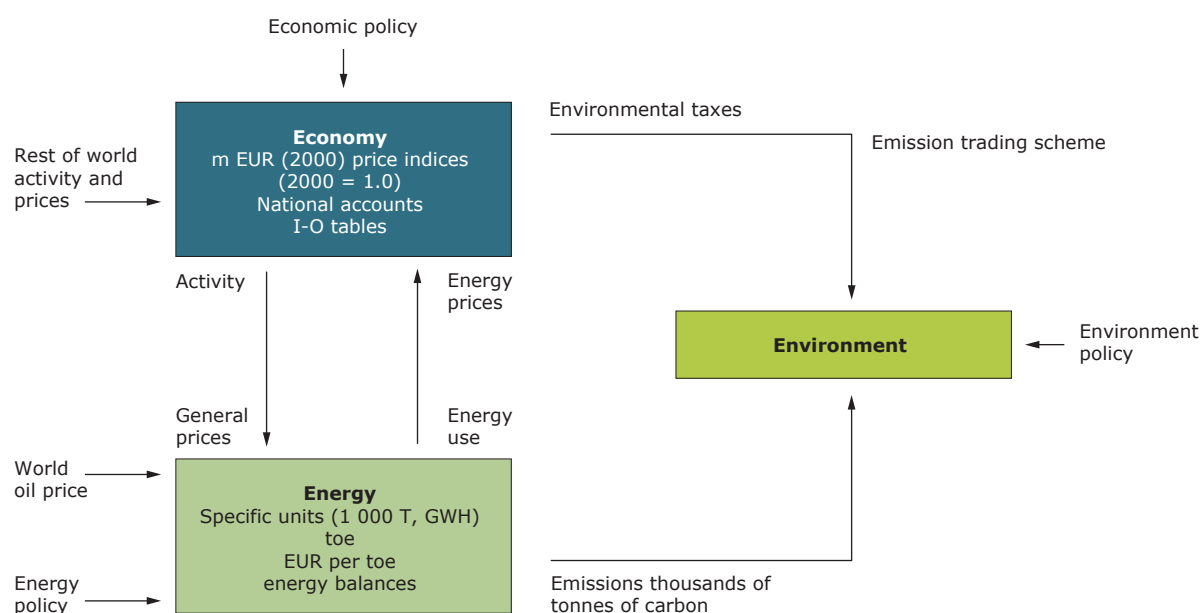 Economic policy
Environmental taxes
Economy
m EUR (2000) price indices
(2000 = 1.0)
National accounts
I-O tables
Emission trading scheme
Rest of world
activity and
prices
Activity
Energy
prices
Environment
Environment
policy
General
prices
Energy
use
World
oil price
Energy
Specific units (1 000 T, GWH)
toe
EUR per toe
energy balances
Energy
policy
Emissions thousands of
tonnes of carbon